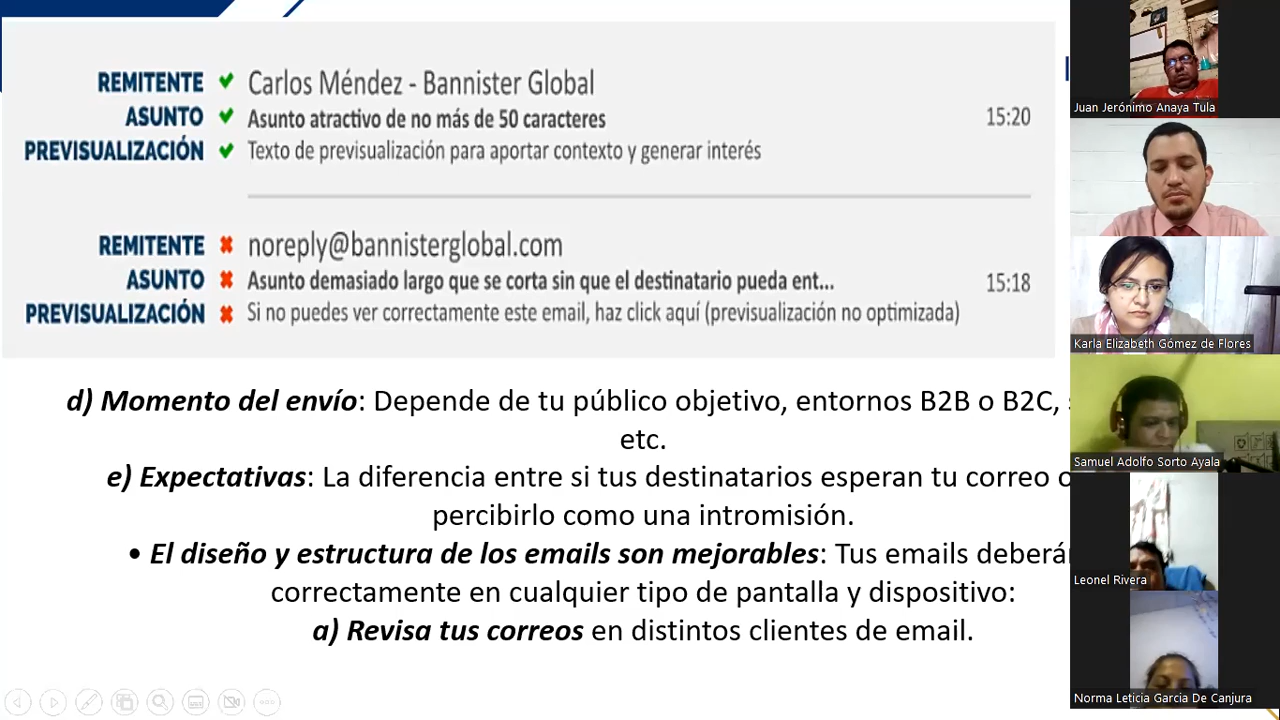 REMITENTE ✔ Carlos Méndez - Bannister Global
ASUNTO ✔ Asunto atractivo de no más de 50 caracteres 15:20
PREVISUALIZACIÓN ✔ Texto de previsualización para aportar contexto y generar interés
REMITENTE ✖ noreply@bannisterglobal.com
ASUNTO ✖ Asunto demasiado largo que se corta sin que el destinatario pueda ent... 15:18
PREVISUALIZACIÓN ✖ Si no puedes ver correctamente este email, haz click aquí (previsualización no optimizada)
d) Momento del envío: Depende de tu público objetivo, entornos B2B o B2C,
etc.
e) Expectativas: La diferencia entre si tus destinatarios esperan tu correo o
percibirlo como una intromisión.
• El diseño y estructura de los emails son mejorables: Tus emails deberán
correctamente en cualquier tipo de pantalla y dispositivo:
a) Revisa tus correos en distintos clientes de email.
Juan Jerónimo Anaya Tula
Karla Elizabeth Gómez de Flores
Samuel Adolfo Sorto Ayala
Leonel Rivera
Norma Leticia Garcia De Canjura